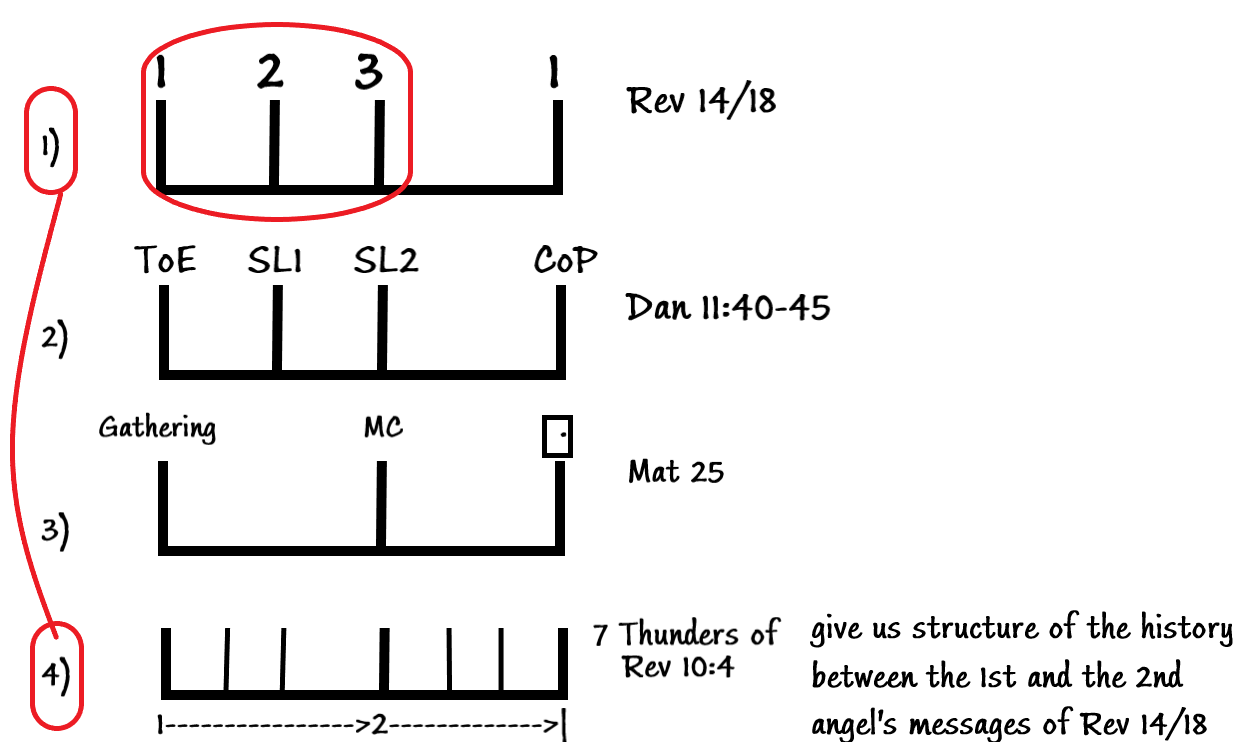 1 2 3 1
1) Rev 14/18
ToE SL1 SL2 CoP
2) Dan 11:40-45
Gathering MC
3) Mat 25
4) 7 Thunders of
Rev 10:4
give us structure of the history
between the 1st and the 2nd
angel's messages of Rev 14/18
1----------------->2------------->|